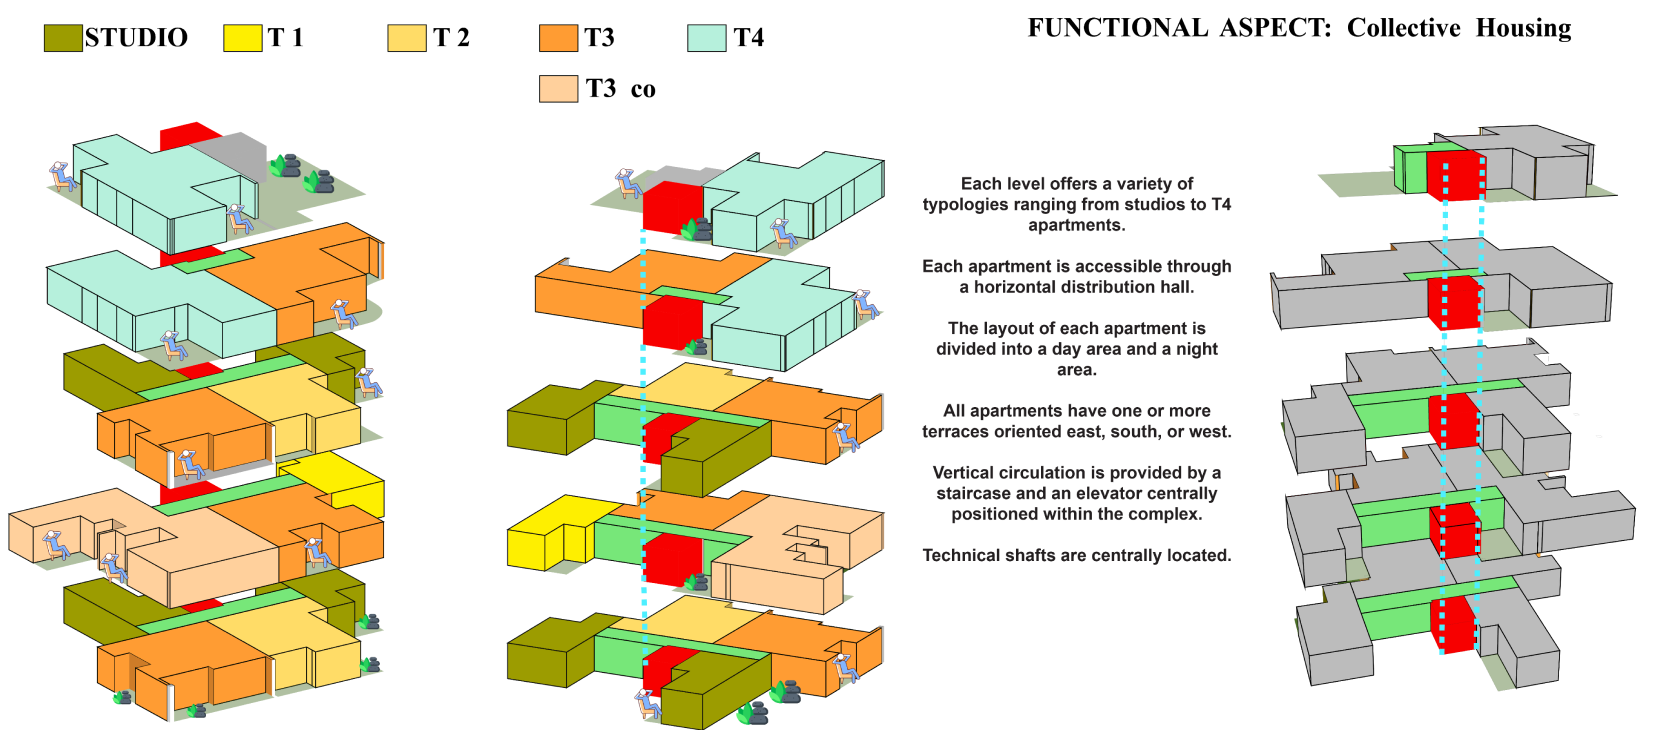 STUDIO
T 1
T 2
T3
T4
T3 co
FUNCTIONAL ASPECT: Collective Housing
Each level offers a variety of
typologies ranging from studios to T4
apartments.
Each apartment is accessible through
a horizontal distribution hall.
The layout of each apartment is
divided into a day area and a night
area.
All apartments have one or more
terraces oriented east, south, or west.
Vertical circulation is provided by a
staircase and an elevator centrally
positioned within the complex.
Technical shafts are centrally located.